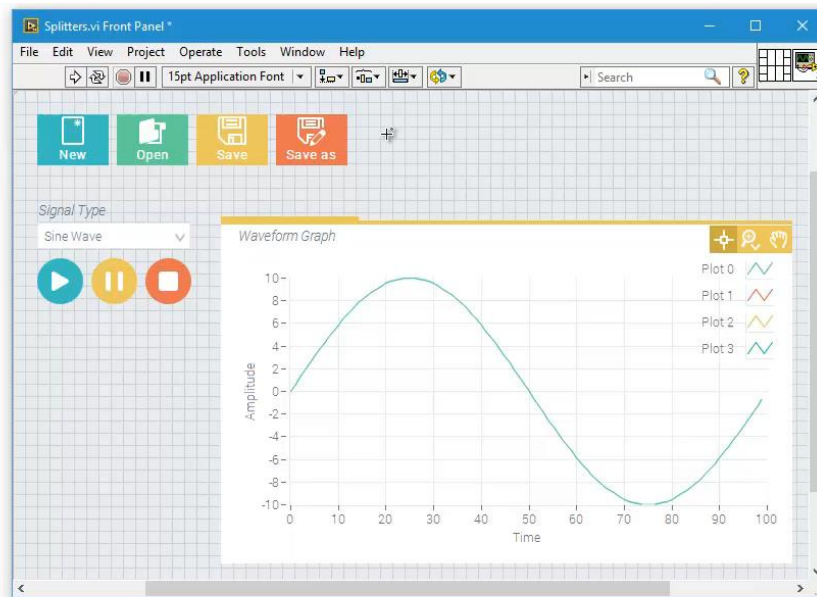 Splitters.vi Front Panel *
File Edit View Project Operate Tools Window Help
15pt Application Font
Search
?
New Open Save Save as
Signal Type
Sine Wave
Waveform Graph
Plot 0
Plot 1
Plot 2
Plot 3
Amplitude
10
8
6
4
2
0
-2
-4
-6
-8
-10
0 10 20 30 40 50 60 70 80 90 100
Time